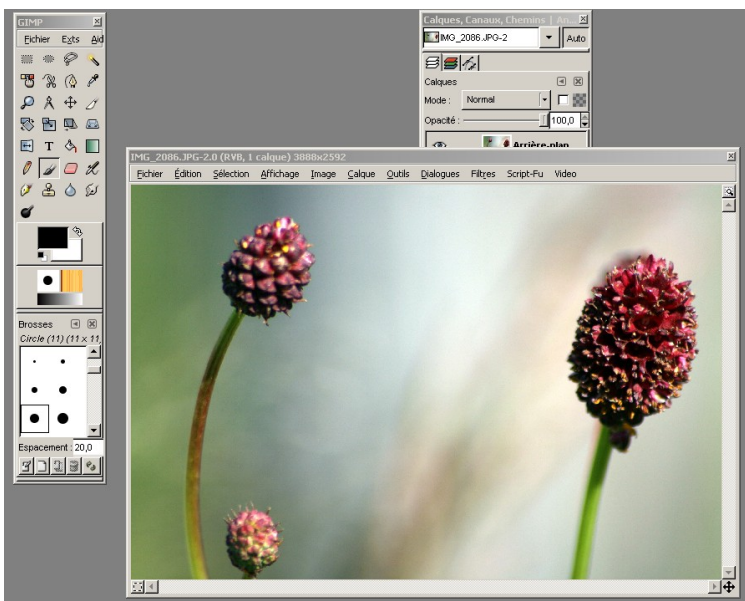 GIMP
Fichier Exts Aid
Brosses
Circle (11) (11 x 11,
Espacement : 20,0
Calques, Canaux, Chemins | An...
IMG_2086.JPG-2 Auto
Calques
Mode : Normal
Opacité : 100,0
Arrière-plan
IMG_2086.JPG-2.0 (RVB, 1 calque) 3888x2592
Fichier Édition Sélection Affichage Image Calque Outils Dialogues Filtres Script-Fu Video